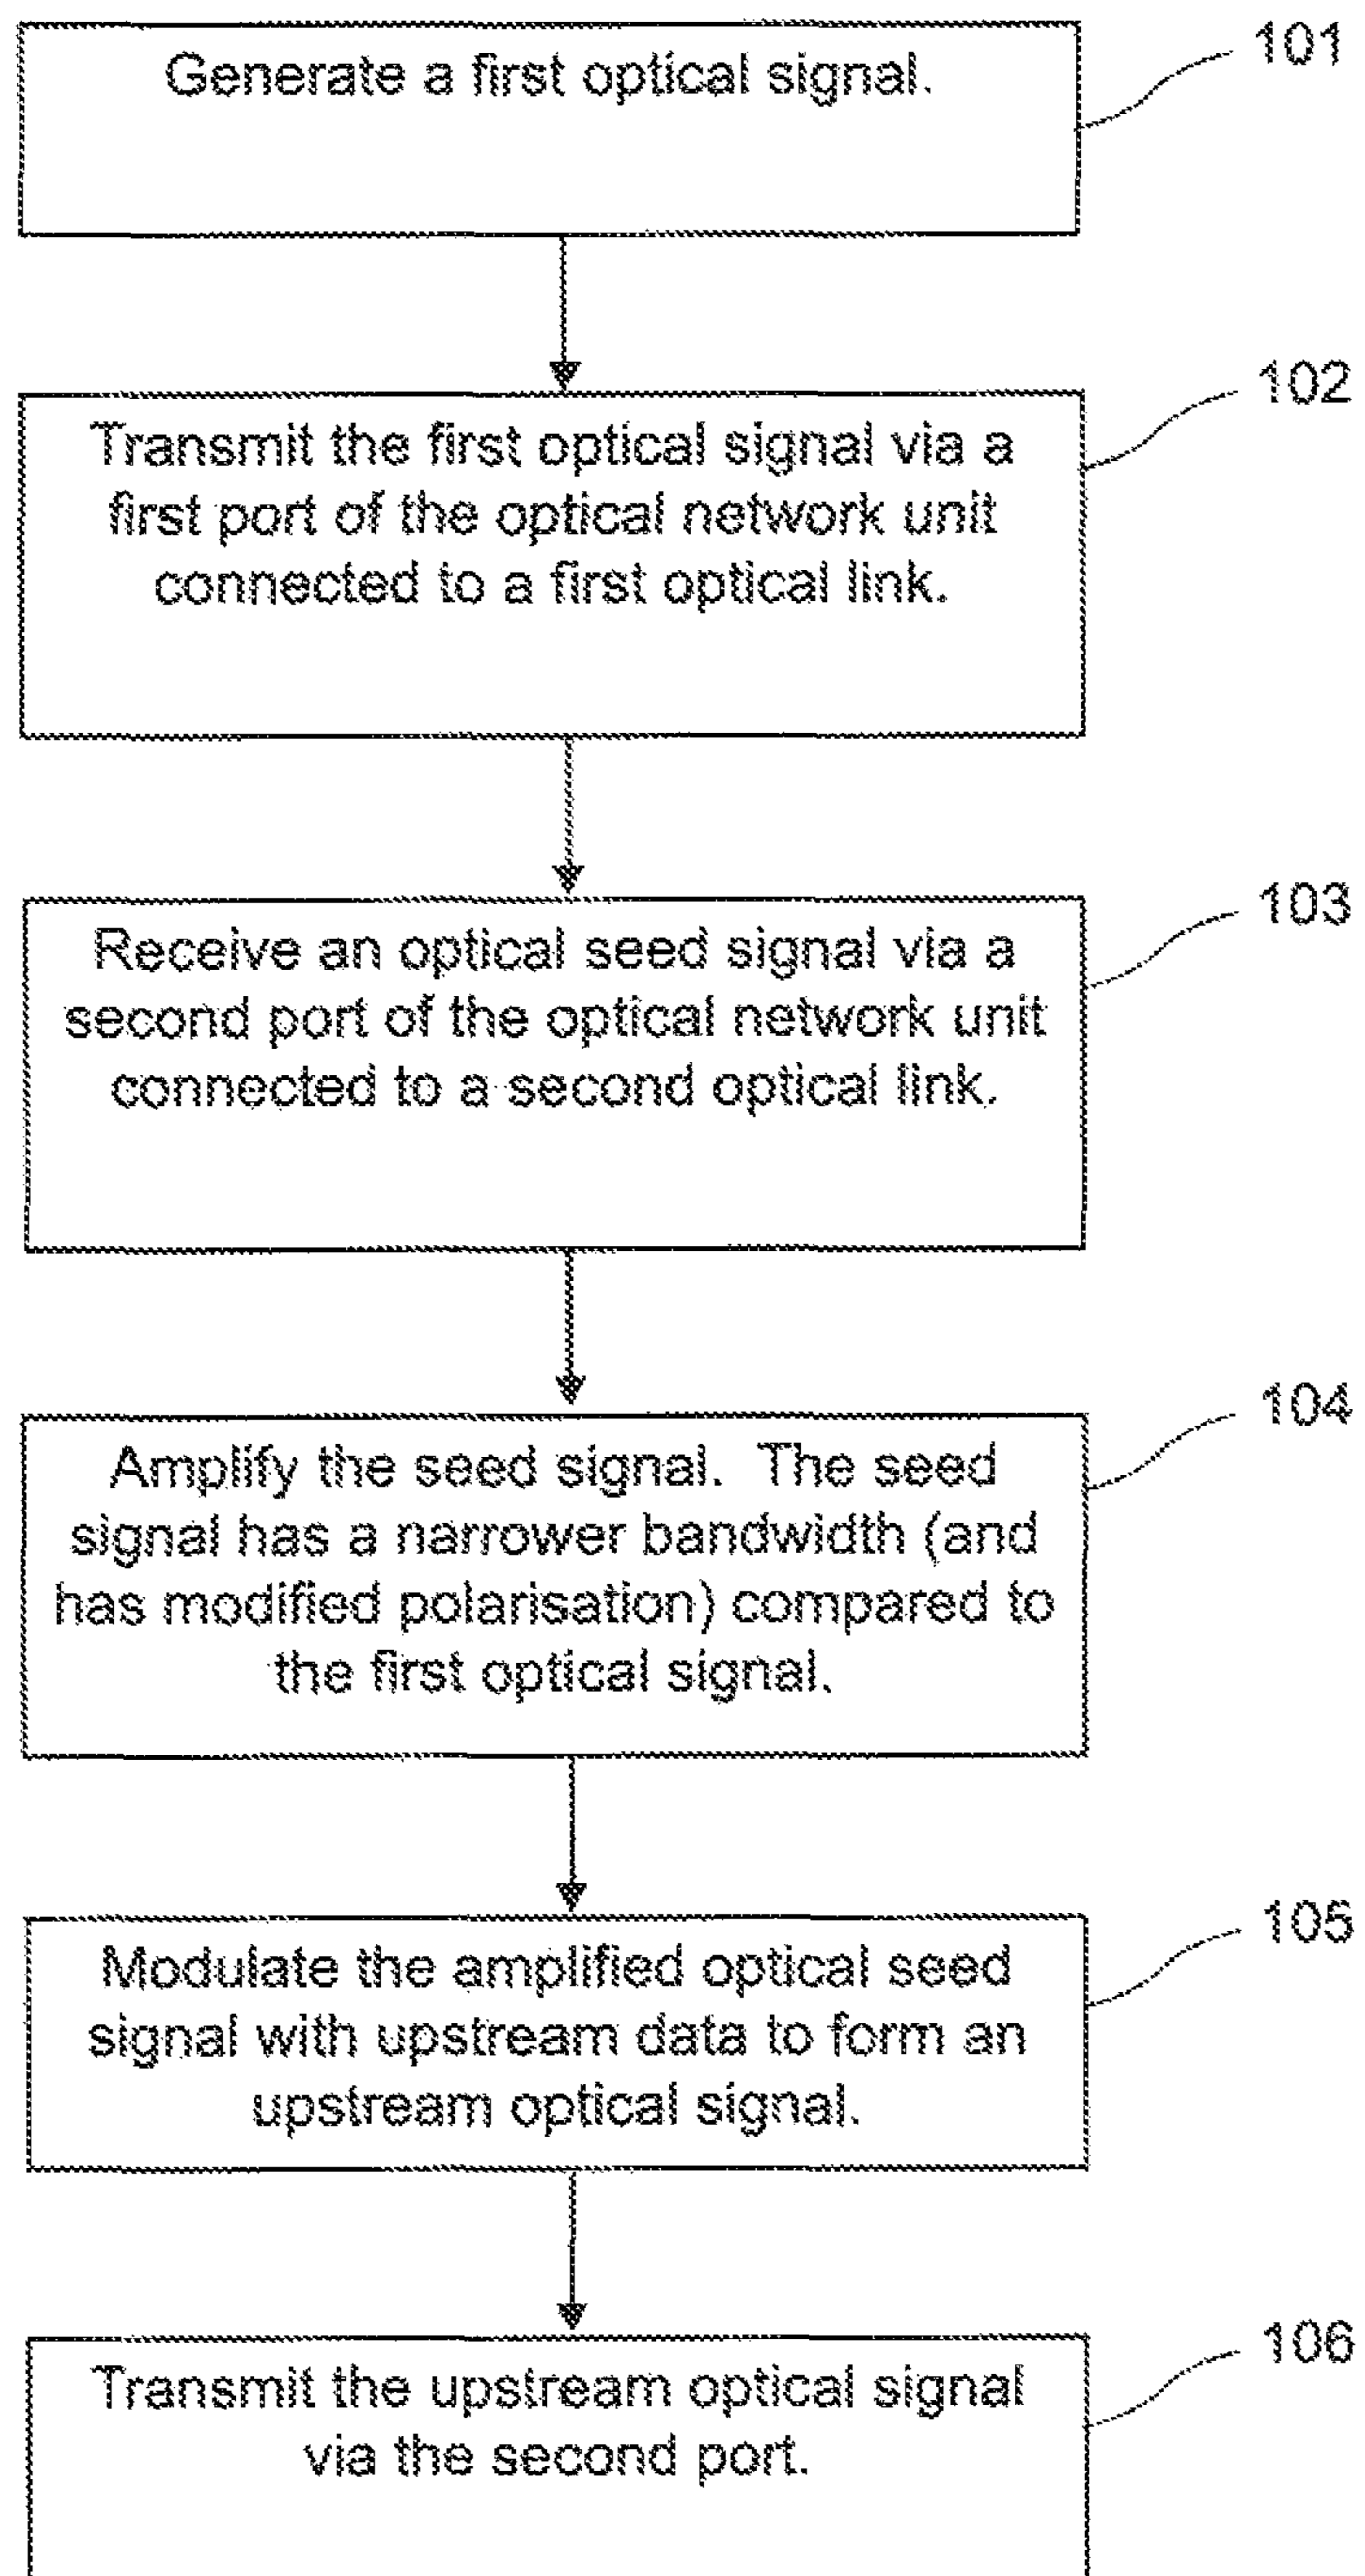 Generate a first optical signal.
101
Transmit the first optical signal via a
first port of the optical network unit
connected to a first optical link.
102
Receive an optical seed signal via a
second port of the optical network unit
connected to a second optical link.
103
Amplify the seed signal. The seed
signal has a narrower bandwidth (and
has modified polarisation) compared to
the first optical signal.
104
Modulate the amplified optical seed
signal with upstream data to form an
upstream optical signal.
105
Transmit the upstream optical signal
via the second port.
106